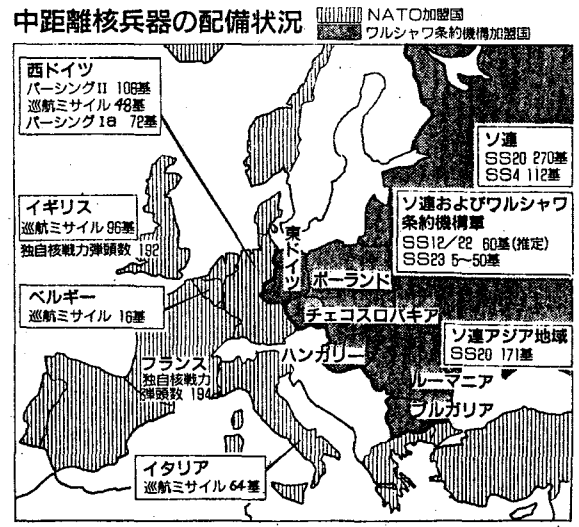 中距離核兵器の配備状況
NATO加盟国
ワルシャワ条約機構加盟国
西ドイツ
パーシングII 108基
巡航ミサイル 48基
パーシングIa 72基
ソ連
SS20 270基
SS4 112基
イギリス
巡航ミサイル 96基
独自核戦力弾頭数 192
ソ連およびワルシャワ
条約機構軍
SS12/22 60基(推定)
SS23 5〜50基
東ドイツ
ポーランド
ベルギー
巡航ミサイル 16基
チェコスロバキア
ソ連アジア地域
SS20 171基
フランス
独自核戦力
弾頭数 194
ハンガリー
ルーマニア
ブルガリア
イタリア
巡航ミサイル 64基